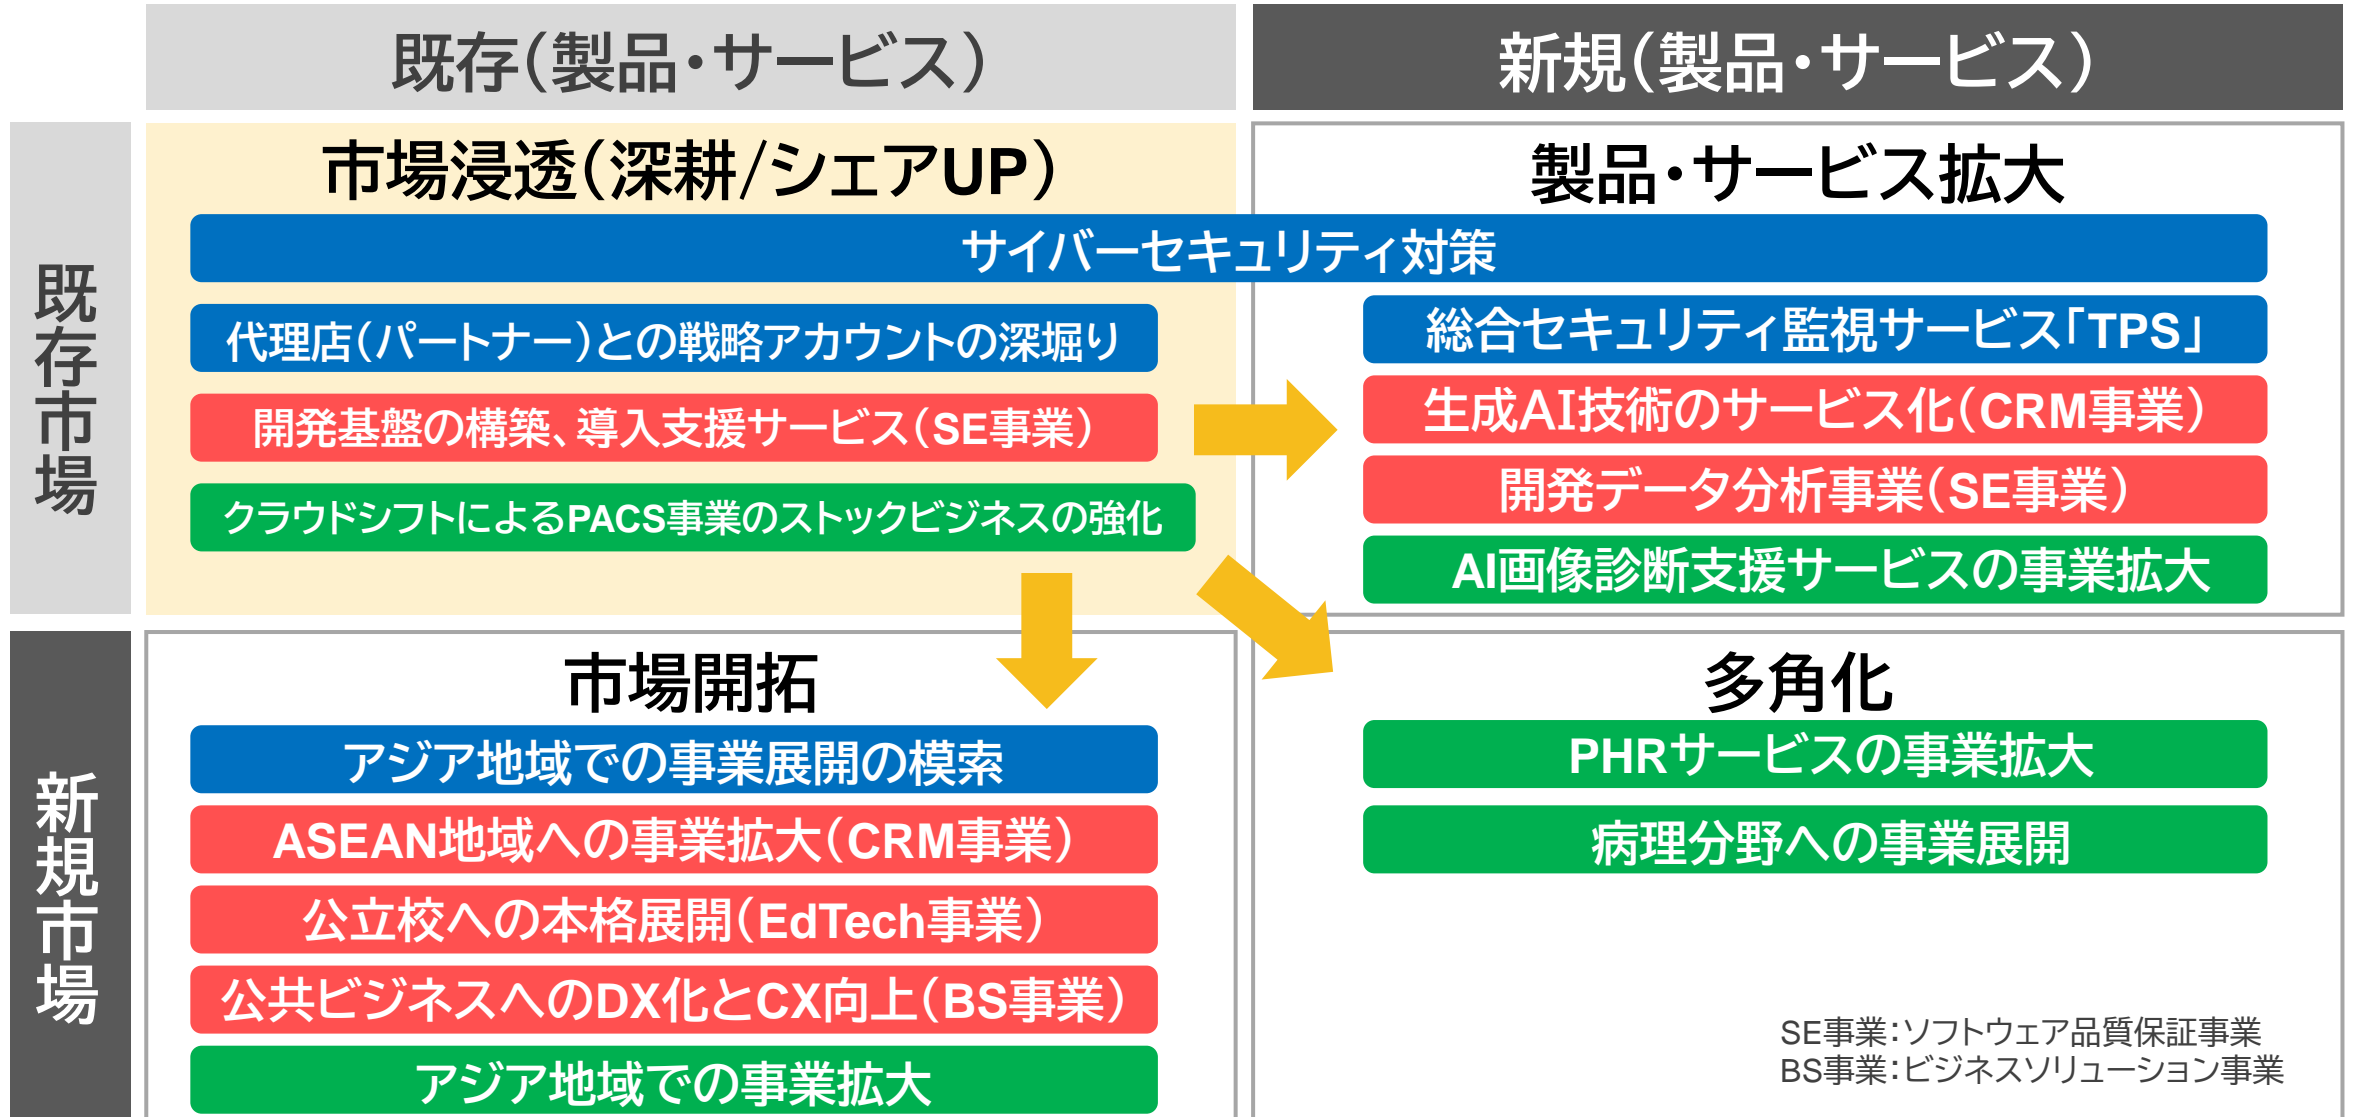 既存（製品・サービス）
新規（製品・サービス）
既存市場
市場浸透（深耕/シェアUP）
製品・サービス拡大
サイバーセキュリティ対策
代理店（パートナー）との戦略アカウントの深堀り
開発基盤の構築、導入支援サービス（SE事業）
クラウドシフトによるPACS事業のストックビジネスの強化
総合セキュリティ監視サービス「TPS」
生成AI技術のサービス化（CRM事業）
開発データ分析事業（SE事業）
AI画像診断支援サービスの事業拡大
新規市場
市場開拓
アジア地域での事業展開の模索
ASEAN地域への事業拡大（CRM事業）
公立校への本格展開（EdTech事業）
公共ビジネスへのDX化とCX向上（BS事業）
アジア地域での事業拡大
多角化
PHRサービスの事業拡大
病理分野への事業展開
SE事業：ソフトウェア品質保証事業
BS事業：ビジネスソリューション事業